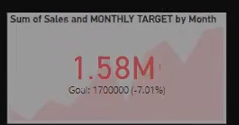 Sum of Sales and MONTHLY TARGET by Month
1.58M
Goal: 1700000 (-7.01%)